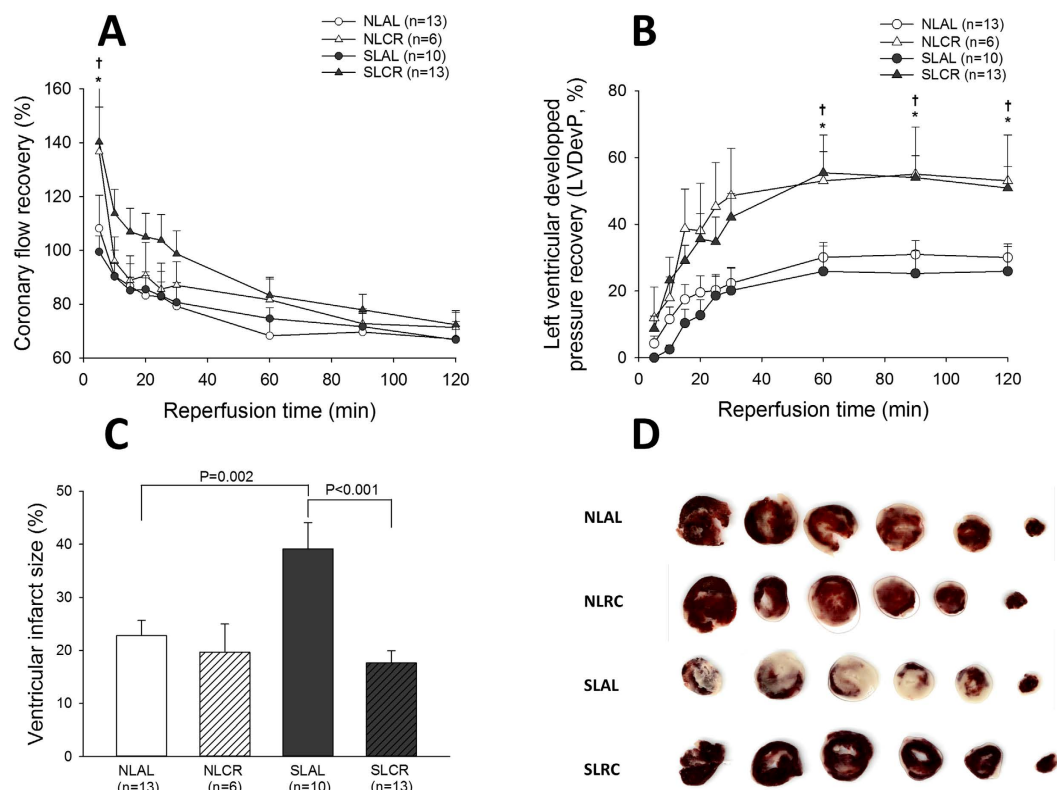 A
NLAL (n=13)
NLCR (n=6)
SLAL (n=10)
SLCR (n=13)
†
*
Coronary flow recovery (%)
160
140
120
100
80
60
0 20 40 60 80 100 120
Reperfusion time (min)
B
NLAL (n=13)
NLCR (n=6)
SLAL (n=10)
SLCR (n=13)
† † †
* * *
Left ventricular developped
pressure recovery (LVDevP, %)
80
60
40
20
0
0 20 40 60 80 100 120
Reperfusion time (min)
C
P=0.002
P<0.001
Ventricular infarct size (%)
50
40
30
20
10
0
NLAL NLCR SLAL SLCR
(n=13) (n=6) (n=10) (n=13)
D
NLAL
NLRC
SLAL
SLRC